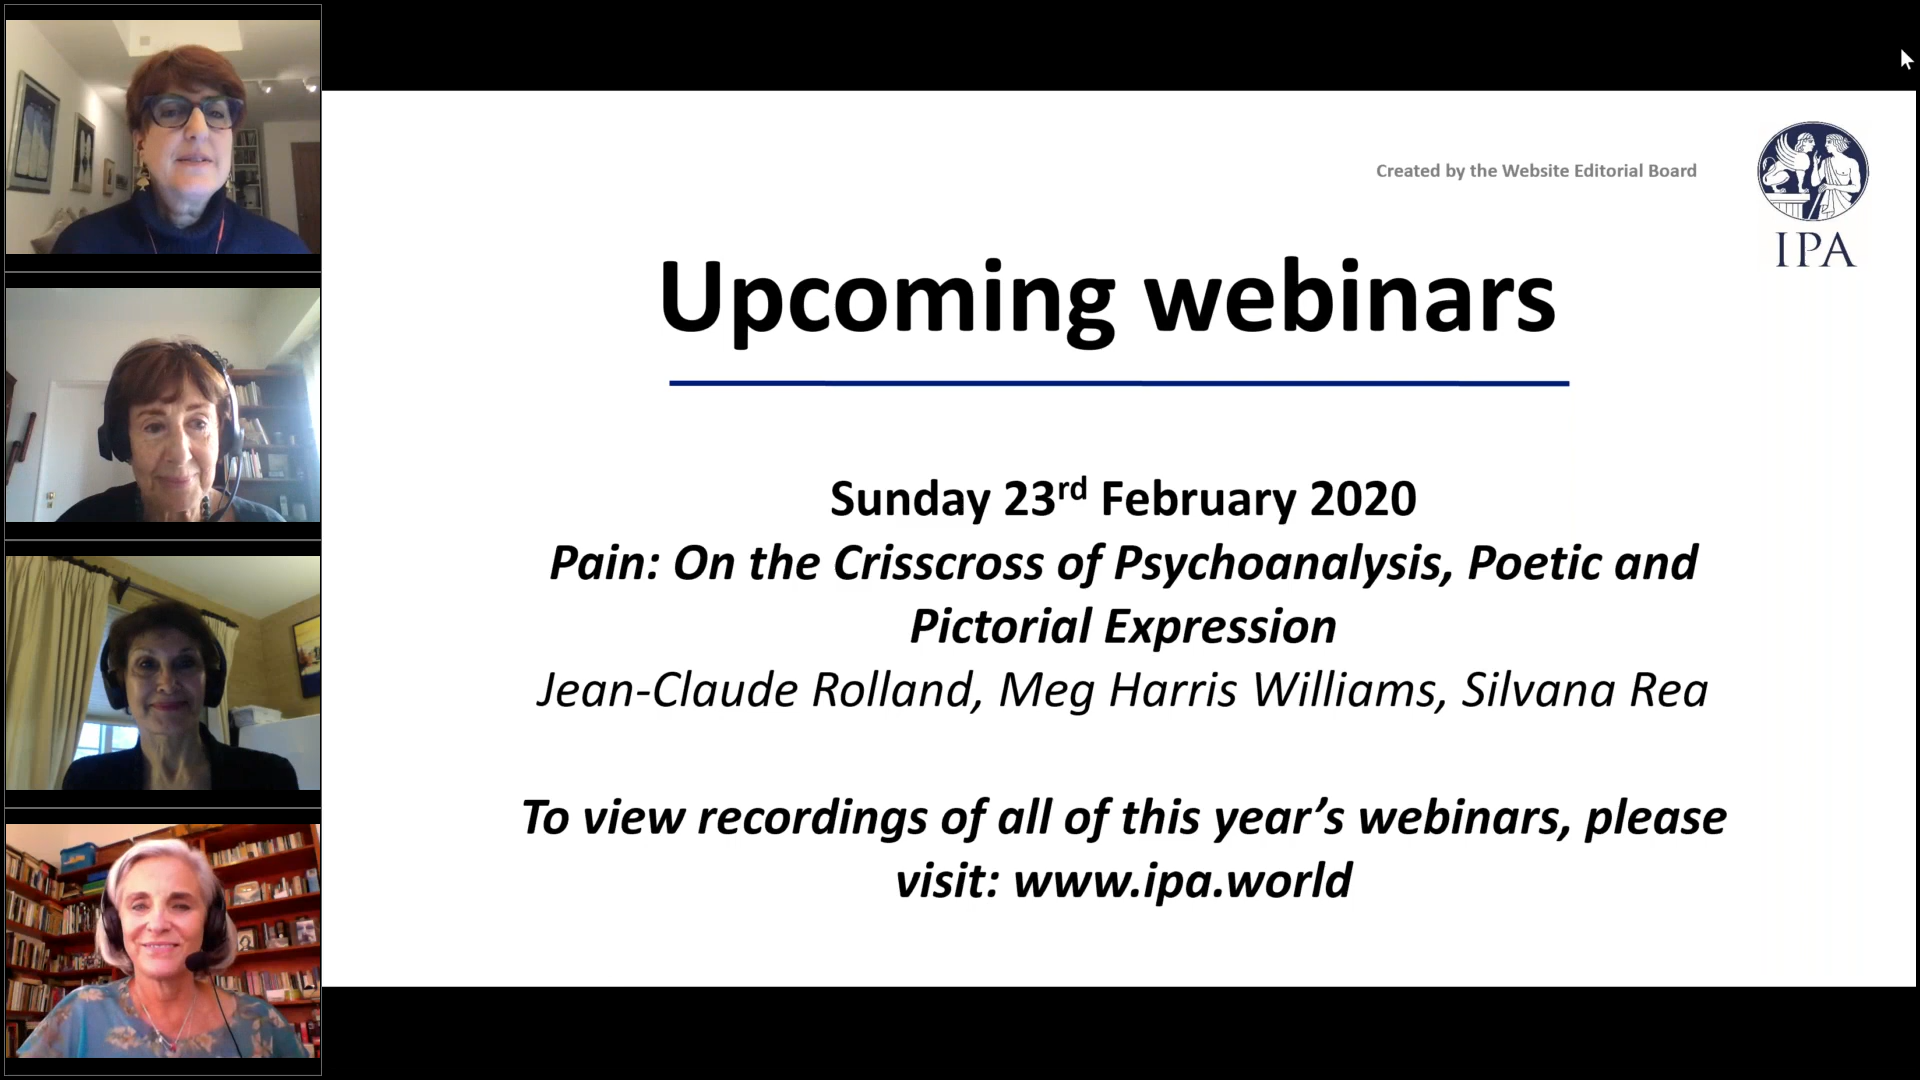 Created by the Website Editorial Board
IPA
Upcoming webinars
Sunday 23rd February 2020
Pain: On the Crisscross of Psychoanalysis, Poetic and
Pictorial Expression
Jean-Claude Rolland, Meg Harris Williams, Silvana Rea
To view recordings of all of this year’s webinars, please
visit: www.ipa.world